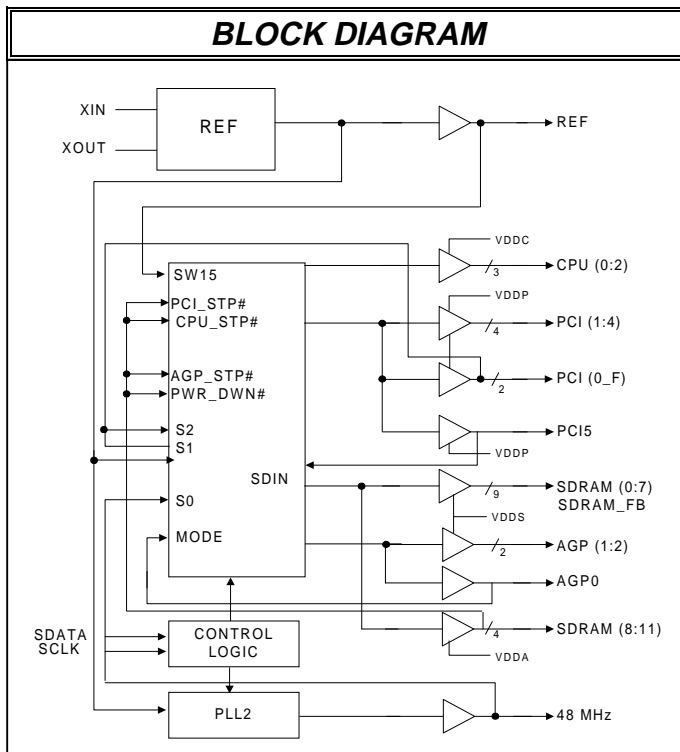 BLOCK DIAGRAM
XIN
XOUT
REF
REF
SW15
PCI_STP#
CPU_STP#
AGP_STP#
PWR_DWN#
S2
S1
S0
MODE
SDIN
VDDC
3
CPU (0:2)
VDDP
4
PCI (1:4)
2
PCI (0_F)
PCI5
VDDP
9
SDRAM (0:7)
SDRAM_FB
VDDS
2
AGP (1:2)
AGP0
4
SDRAM (8:11)
VDDA
SDATA
SCLK
CONTROL
LOGIC
PLL2
48 MHz